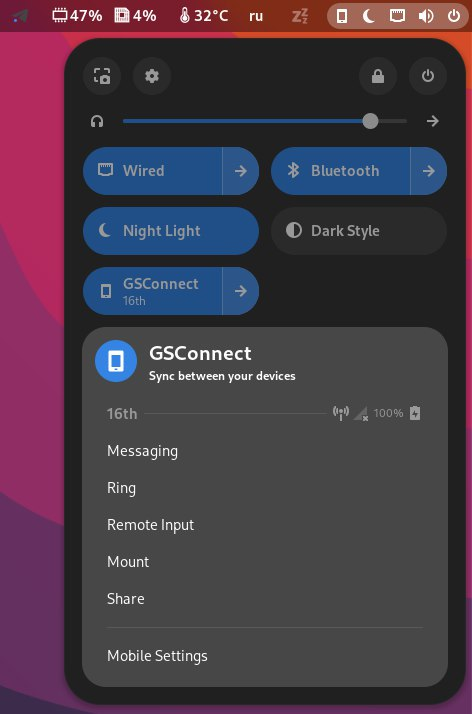 47% 4% 32°C ru zzz
Wired Bluetooth
Night Light Dark Style
GSConnect
16th
GSConnect
Sync between your devices
16th 100%
Messaging
Ring
Remote Input
Mount
Share
Mobile Settings